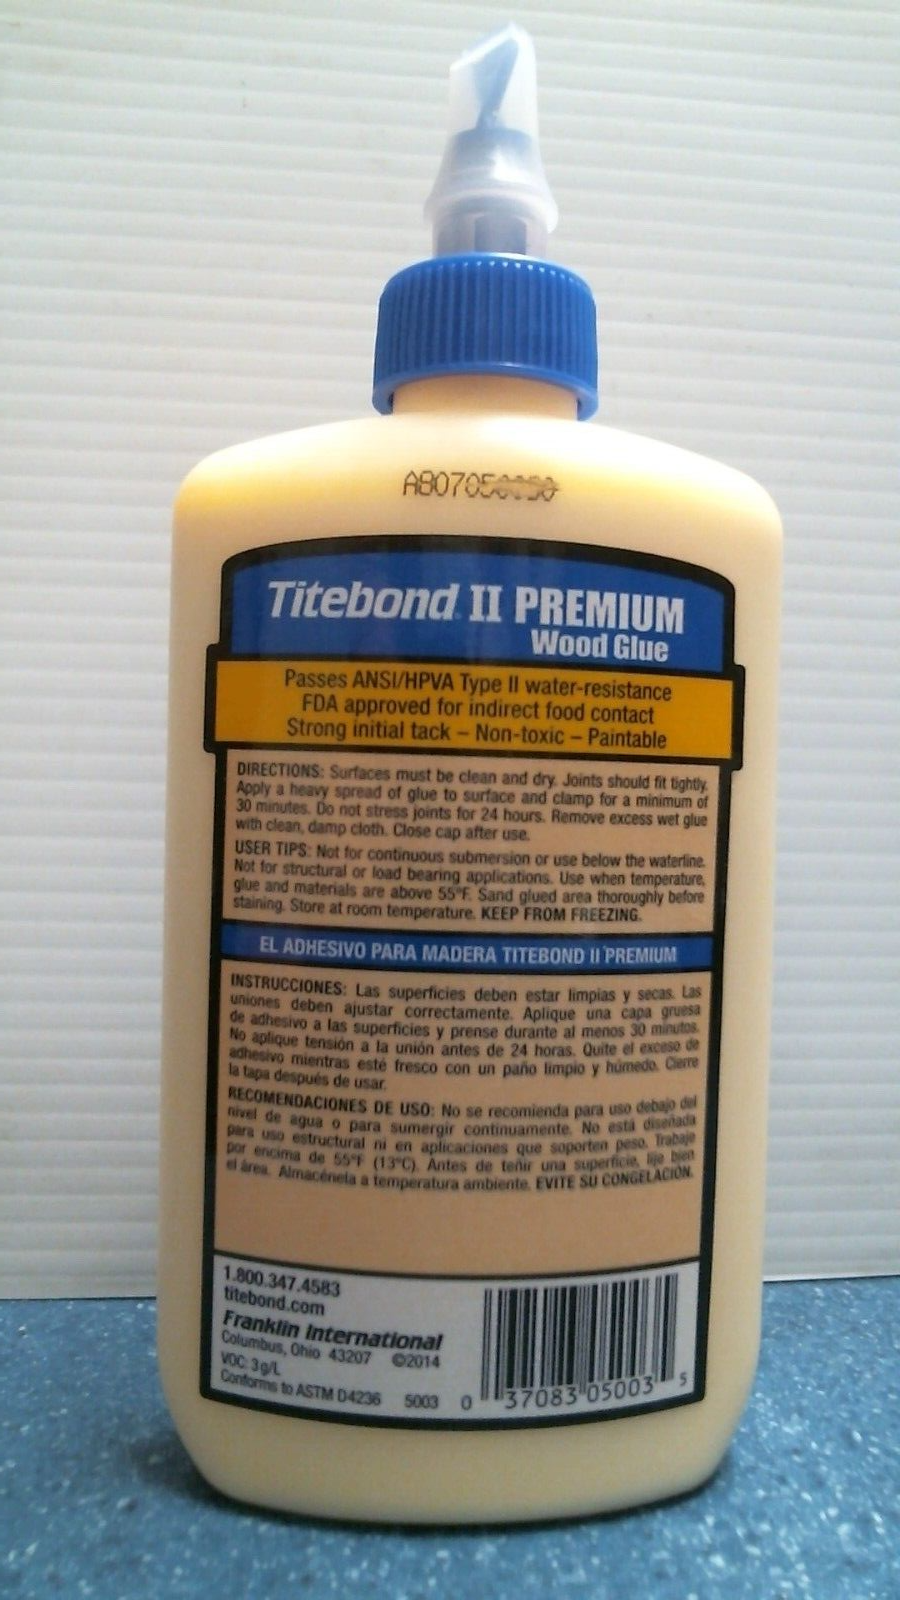 A807050050
Titebond II PREMIUM
Wood Glue
Passes ANSI/HPVA Type II water-resistance
FDA approved for indirect food contact
Strong initial tack – Non-toxic – Paintable
DIRECTIONS: Surfaces must be clean and dry. Joints should fit tightly.
Apply a heavy spread of glue to surface and clamp for a minimum of
30 minutes. Do not stress joints for 24 hours. Remove excess wet glue
with clean, damp cloth. Close cap after use.
USER TIPS: Not for continuous submersion or use below the waterline.
Not for structural or load bearing applications. Use when temperature,
glue and materials are above 55°F. Sand glued area thoroughly before
staining. Store at room temperature. KEEP FROM FREEZING.
EL ADHESIVO PARA MADERA TITEBOND II PREMIUM
INSTRUCCIONES: Las superficies deben estar limpias y secas. Las
uniones deben ajustar correctamente. Aplique una capa gruesa
de adhesivo a las superficies y prense durante al menos 30 minutos.
No aplique tensión a la unión antes de 24 horas. Quite el exceso de
adhesivo mientras esté fresco con un paño limpio y húmedo. Cierre
la tapa después de usar.
RECOMENDACIONES DE USO: No se recomienda para uso debajo del
nivel de agua o para sumergir continuamente. No está diseñada
para uso estructural ni en aplicaciones que soporten peso. Trabaje
por encima de 55°F (13°C). Antes de teñir una superficie, lije bien
el área. Almacénela a temperatura ambiente. EVITE SU CONGELACIÓN.
1.800.347.4583
titebond.com
Franklin International
Columbus, Ohio 43207 ©2014
VOC: 3 g/L
Conforms to ASTM D4236 5003
0 37083 05003 5